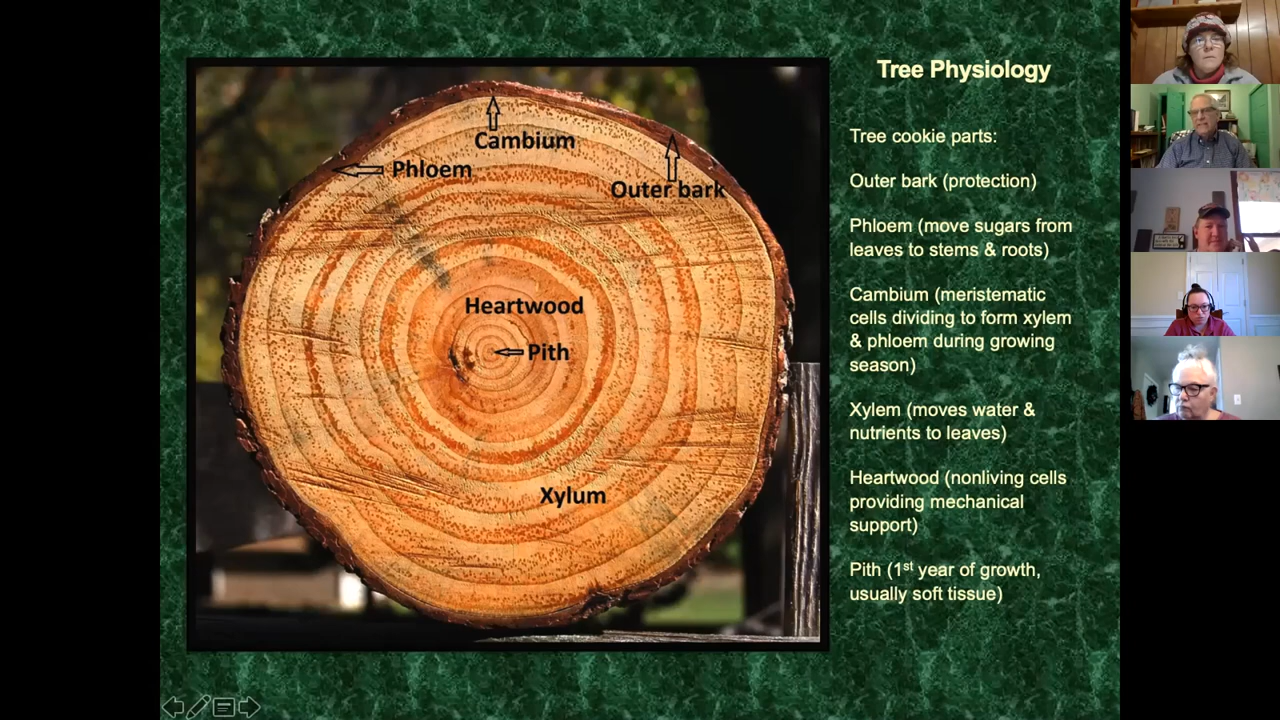 Tree Physiology
Cambium
Phloem
Outer bark
Heartwood
Pith
Xylum
Tree cookie parts:
Outer bark (protection)
Phloem (move sugars from
leaves to stems & roots)
Cambium (meristematic
cells dividing to form xylem
& phloem during growing
season)
Xylem (moves water &
nutrients to leaves)
Heartwood (nonliving cells
providing mechanical
support)
Pith (1st year of growth,
usually soft tissue)